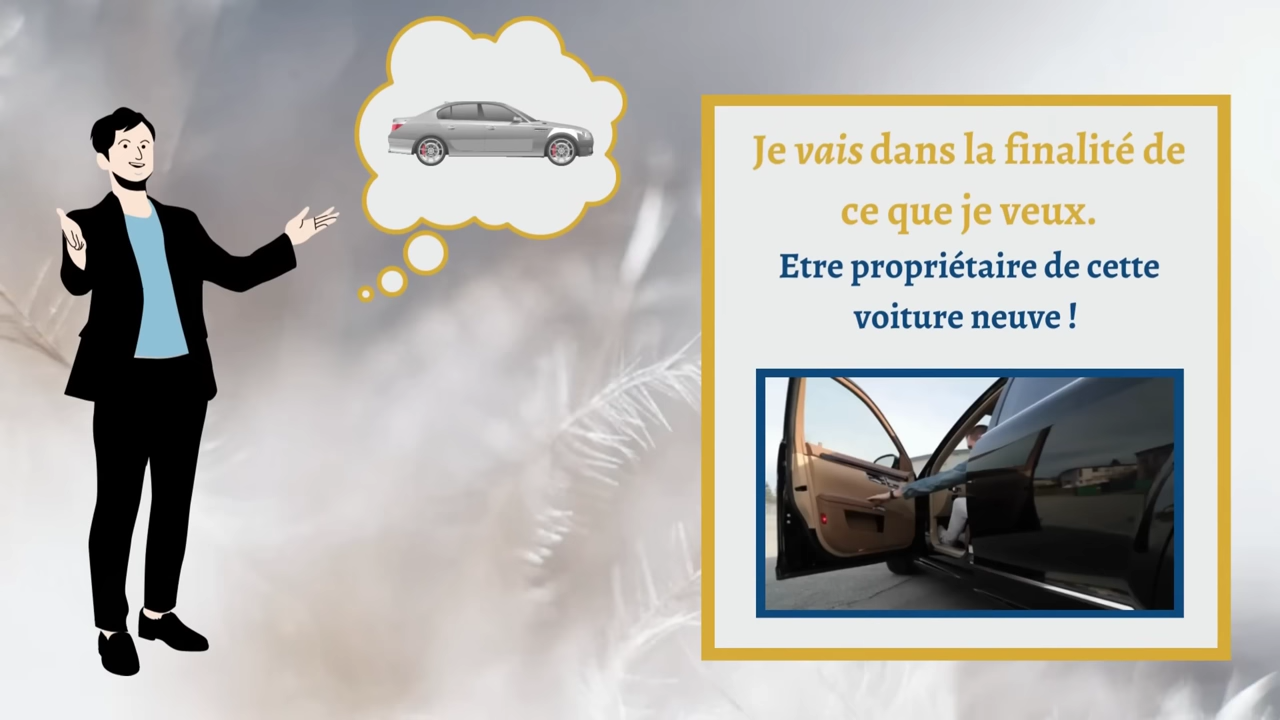 Je vais dans la finalité de
ce que je veux.
Etre propriétaire de cette
voiture neuve !